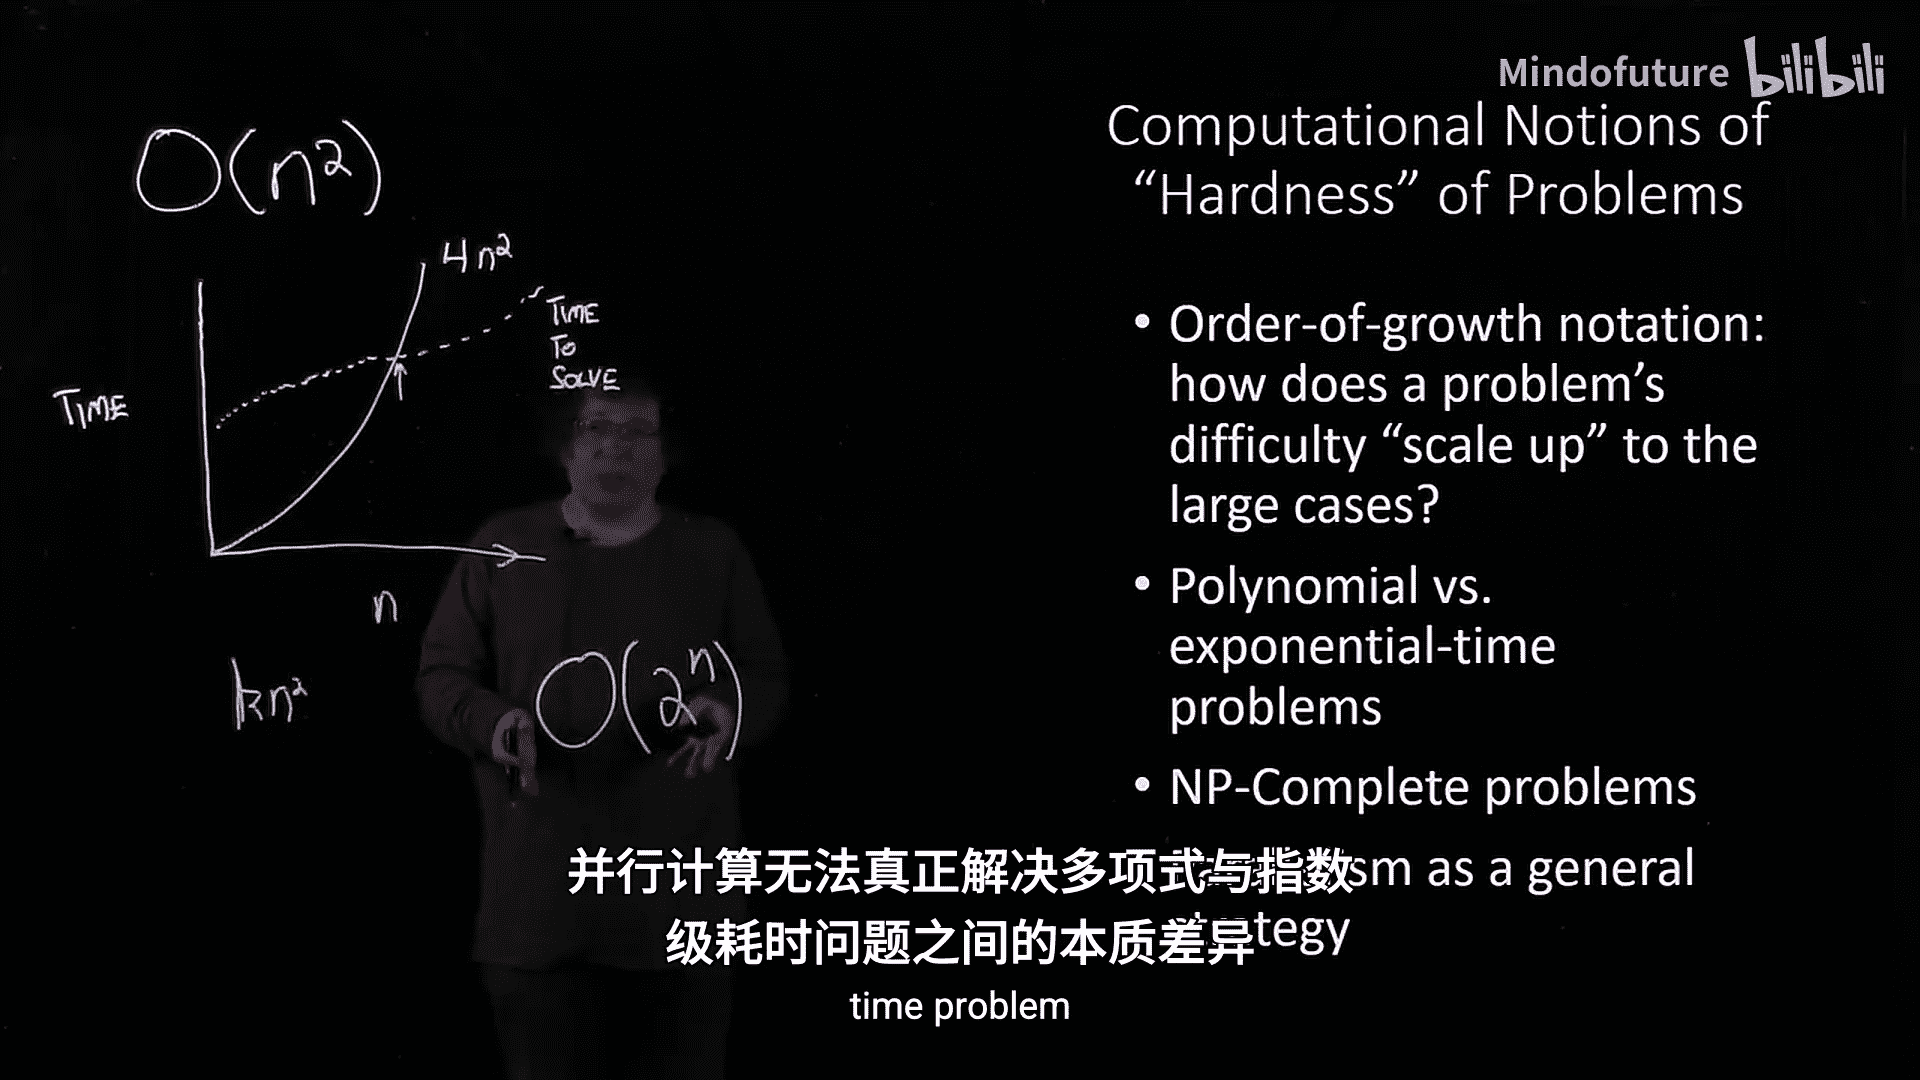 Mindofuture bilibili
Computational Notions of
“Hardness” of Problems
O(n²)
4n²
TIME
TO
SOLVE
TIME
n
kn²
O(2ⁿ)
• Order-of-growth notation:
how does a problem’s
difficulty “scale up” to the
large cases?
• Polynomial vs.
exponential-time
problems
• NP-Complete problems
as a general
并行计算无法真正解决多项式与指数
级耗时问题之间的本质差异
time problem